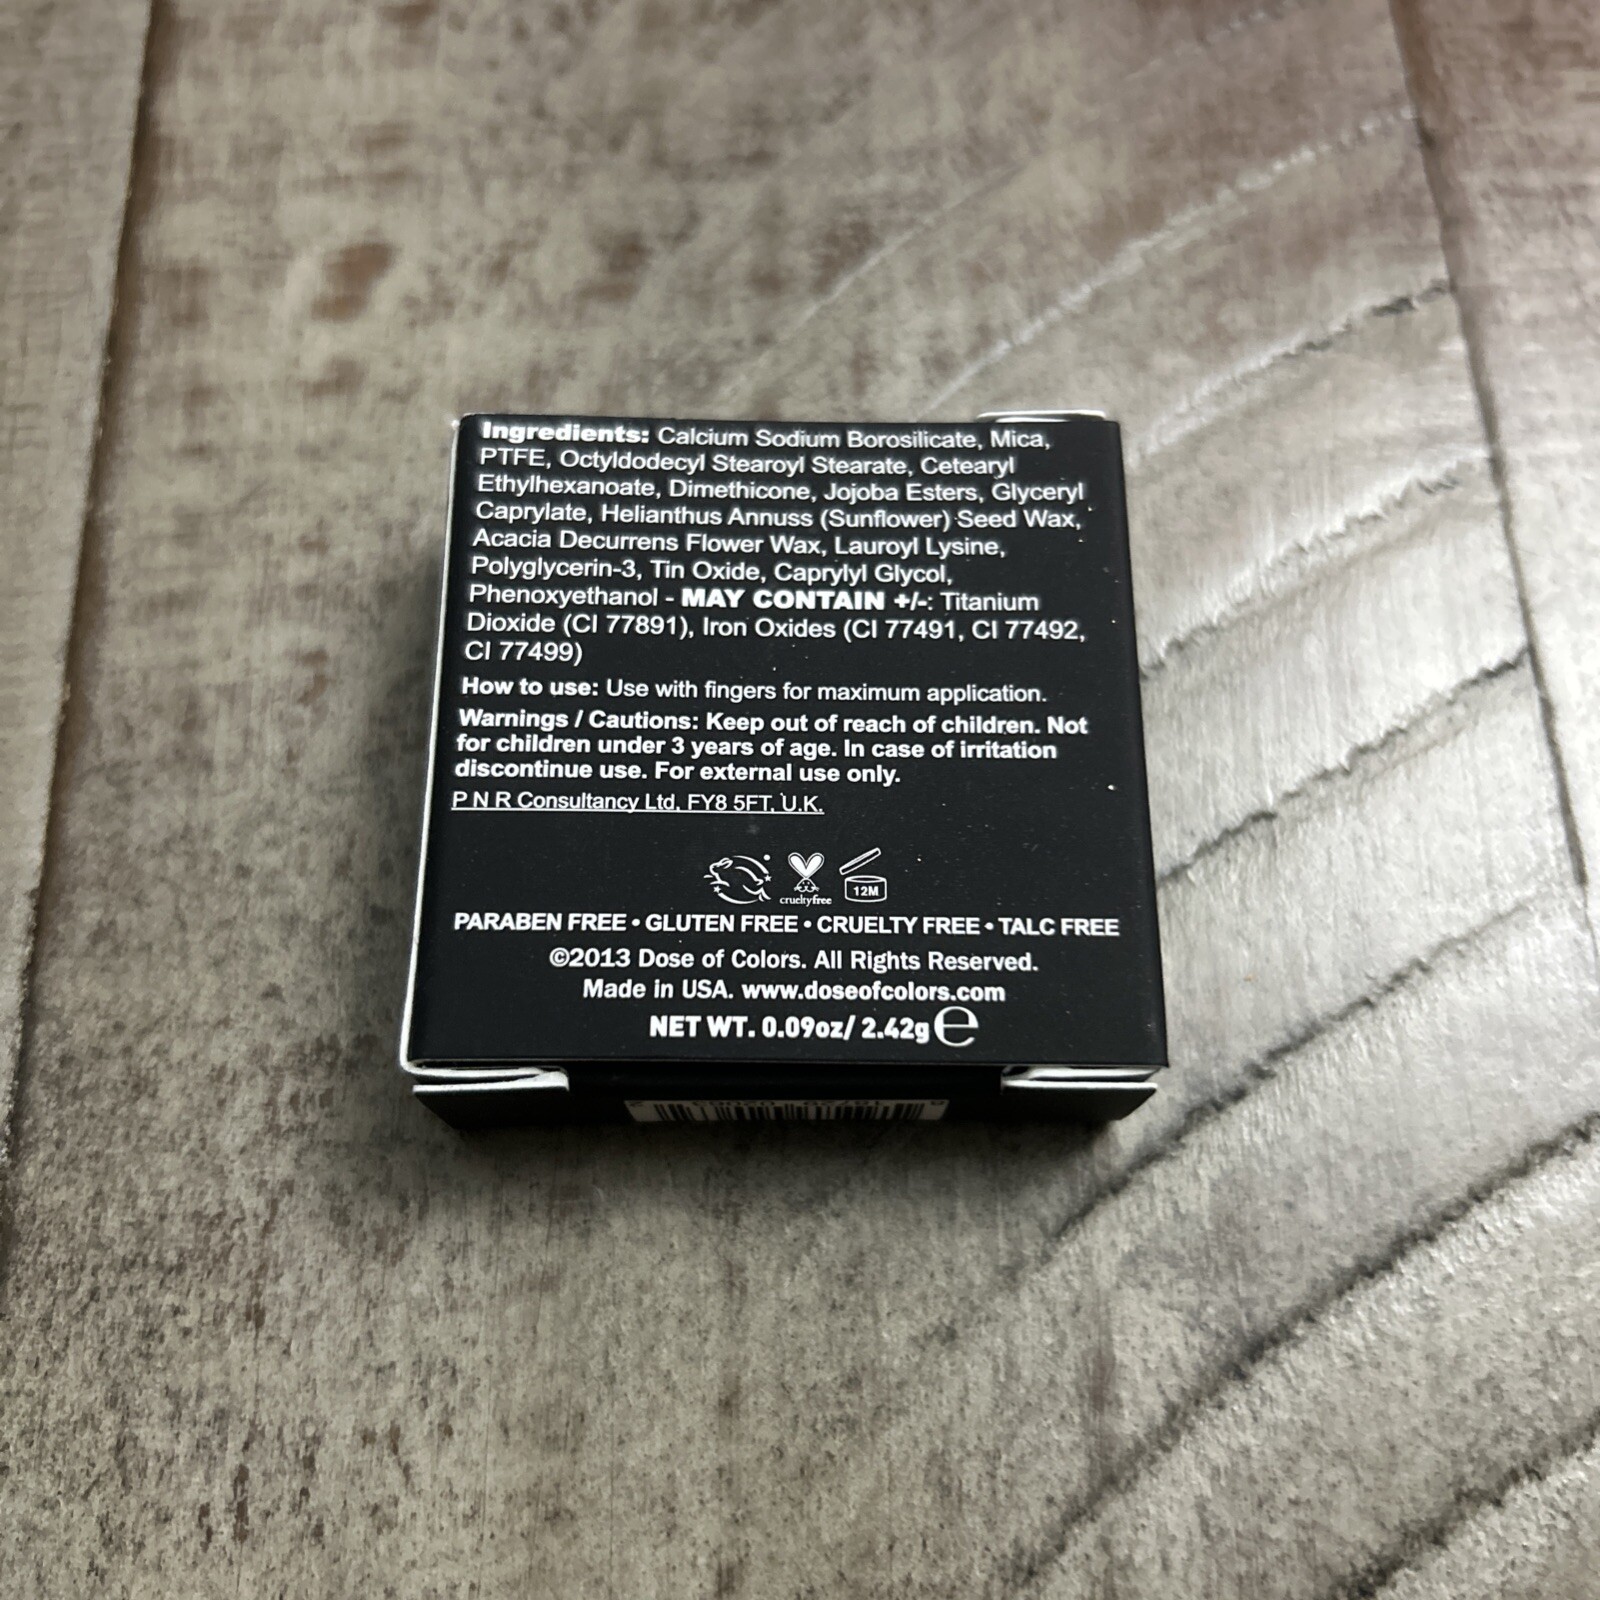 Ingredients: Calcium Sodium Borosilicate, Mica,
PTFE, Octyldodecyl Stearoyl Stearate, Cetearyl
Ethylhexanoate, Dimethicone, Jojoba Esters, Glyceryl
Caprylate, Helianthus Annuss (Sunflower) Seed Wax,
Acacia Decurrens Flower Wax, Lauroyl Lysine,
Polyglycerin-3, Tin Oxide, Caprylyl Glycol,
Phenoxyethanol - MAY CONTAIN +/-: Titanium
Dioxide (CI 77891), Iron Oxides (CI 77491, CI 77492,
CI 77499)
How to use: Use with fingers for maximum application.
Warnings / Cautions: Keep out of reach of children. Not
for children under 3 years of age. In case of irritation
discontinue use. For external use only.
P N R Consultancy Ltd, FY8 5FT, U.K.
crueltyfree
12M
PARABEN FREE • GLUTEN FREE • CRUELTY FREE • TALC FREE
©2013 Dose of Colors. All Rights Reserved.
Made in USA. www.doseofcolors.com
NET WT. 0.09oz/ 2.42g e